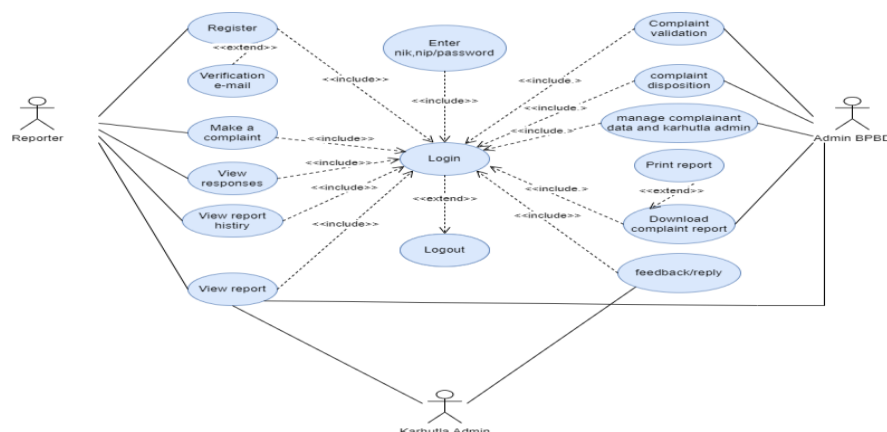 Register
<<extend>>
Verification
e-mail
Reporter
Make a
complaint
View
responses
View report
histiry
View report
Enter
nik,nip/password
<<include>>
<<include>>
<<include>>
<<include>>
<<include>>
<<include>>
Login
<<extend>>
Logout
<<include.>
<<include.>
<<include.>
<<include.>
<<include>>
Complaint
validation
complaint
disposition
manage complainant
data and karhutla admin
Print report
<<extend>>
Download
complaint report
feedback/reply
Admin BPBD
Karhutla Admin